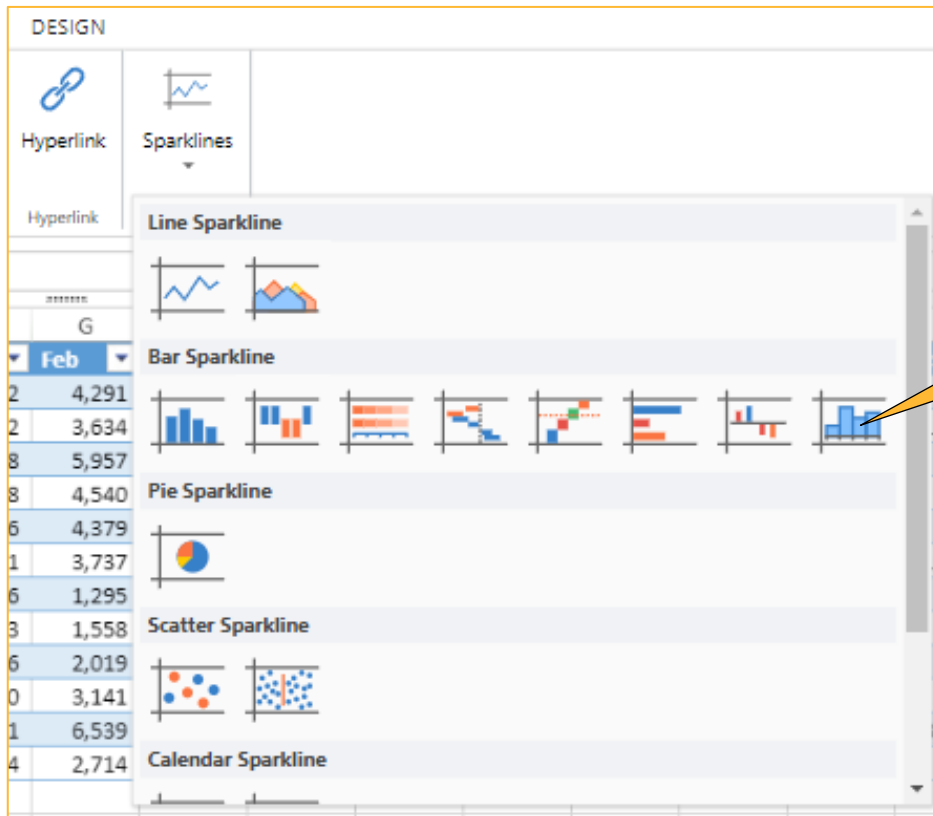 DESIGN
Hyperlink
Sparklines
Hyperlink
Line Sparkline
G
Feb
Bar Sparkline
2 4,291
2 3,634
8 5,957
8 4,540
Pie Sparkline
6 4,379
1 3,737
6 1,295
3 1,558
Scatter Sparkline
6 2,019
0 3,141
1 6,539
4 2,714
Calendar Sparkline